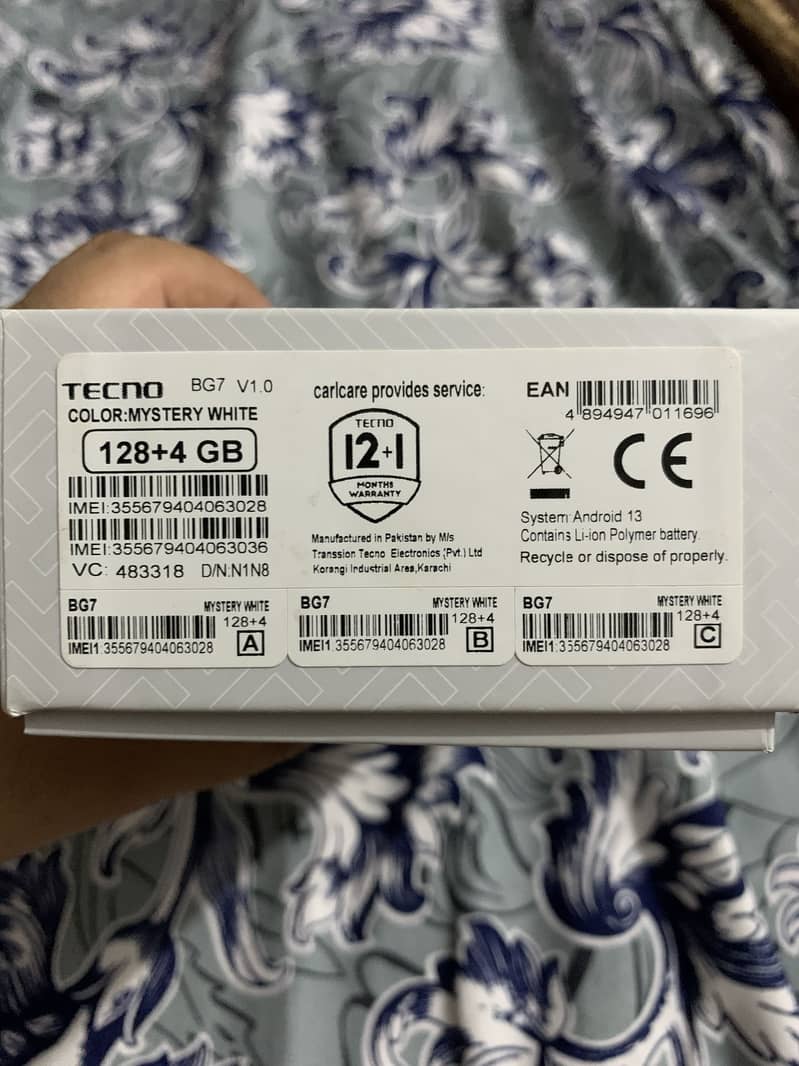 TECNO BG7 V1.0
COLOR:MYSTERY WHITE
128+4 GB
IMEI:355679404063028
IMEI:355679404063036
VC: 483318 D/N:N1N8
carlcare provides service:
TECNO
12+1
MONTHS
WARRANTY
Manufactured in Pakistan by M/s
Transsion Tecno Electronics (Pvt.) Ltd
Korangi Industrial Area,Karachi
EAN
4 894947 011696
CE
System:Android 13
Contains Li-ion Polymer battery.
Recycle or dispose of properly.
BG7 MYSTERY WHITE
128+4
IMEI1:355679404063028 A
BG7 MYSTERY WHITE
128+4
IMEI1:355679404063028 B
BG7 MYSTERY WHITE
128+4
IMEI1:355679404063028 C